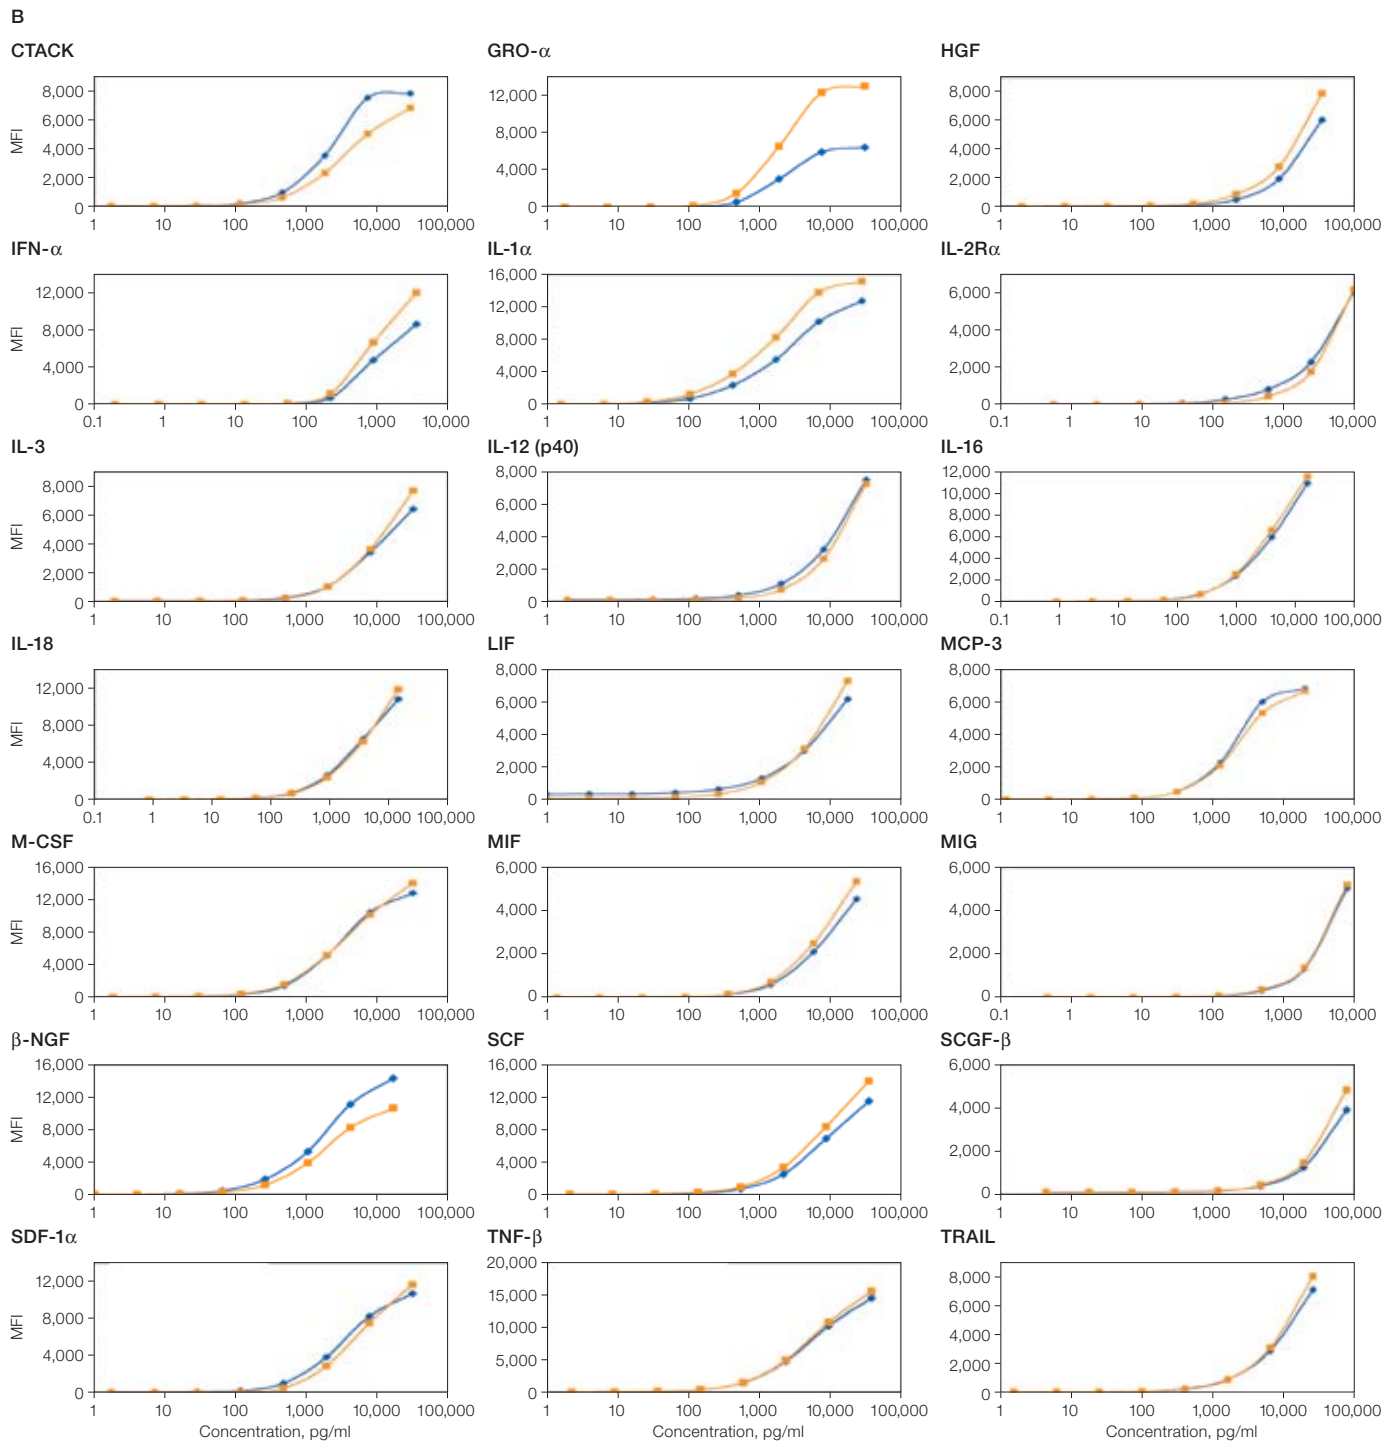 B
CTACK
GRO-α
HGF
MFI
8,000
6,000
4,000
2,000
0
1 10 100 1,000 10,000 100,000
12,000
8,000
4,000
0
1 10 100 1,000 10,000 100,000
8,000
6,000
4,000
2,000
0
1 10 100 1,000 10,000 100,000
IFN-α
IL-1α
IL-2Rα
MFI
12,000
8,000
4,000
0
0.1 1 10 100 1,000 10,000
16,000
12,000
8,000
4,000
0
1 10 100 1,000 10,000 100,000
6,000
4,000
2,000
0
0.1 1 10 100 1,000 10,000
IL-3
IL-12 (p40)
IL-16
MFI
8,000
6,000
4,000
2,000
0
1 10 100 1,000 10,000 100,000
8,000
6,000
4,000
2,000
0
1 10 100 1,000 10,000 100,000
12,000
10,000
8,000
6,000
4,000
2,000
0
0.1 1 10 100 1,000 10,000 100,000
IL-18
LIF
MCP-3
MFI
12,000
8,000
4,000
0
0.1 1 10 100 1,000 10,000 100,000
8,000
6,000
4,000
2,000
0
1 10 100 1,000 10,000 100,000
8,000
6,000
4,000
2,000
0
1 10 100 1,000 10,000 100,000
M-CSF
MIF
MIG
MFI
16,000
12,000
8,000
4,000
0
1 10 100 1,000 10,000 100,000
6,000
4,000
2,000
0
1 10 100 1,000 10,000 100,000
6,000
4,000
2,000
0
0.1 1 10 100 1,000 10,000
β-NGF
SCF
SCGF-β
MFI
16,000
12,000
8,000
4,000
0
1 10 100 1,000 10,000 100,000
16,000
12,000
8,000
4,000
0
1 10 100 1,000 10,000 100,000
6,000
4,000
2,000
0
1 10 100 1,000 10,000 100,000
SDF-1α
TNF-β
TRAIL
MFI
12,000
8,000
4,000
0
1 10 100 1,000 10,000 100,000
Concentration, pg/ml
20,000
15,000
10,000
5,000
0
1 10 100 1,000 10,000 100,000
Concentration, pg/ml
8,000
6,000
4,000
2,000
0
1 10 100 1,000 10,000 100,000
Concentration, pg/ml